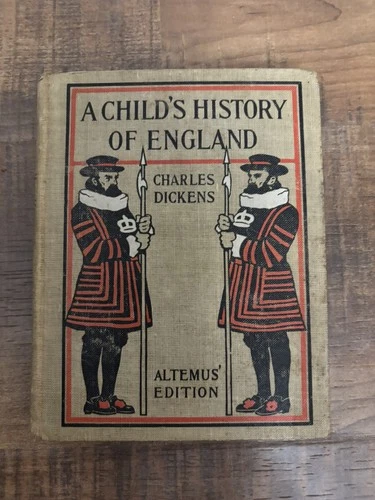 A CHILD'S HISTORY
OF ENGLAND
CHARLES
DICKENS
ALTEMUS'
EDITION